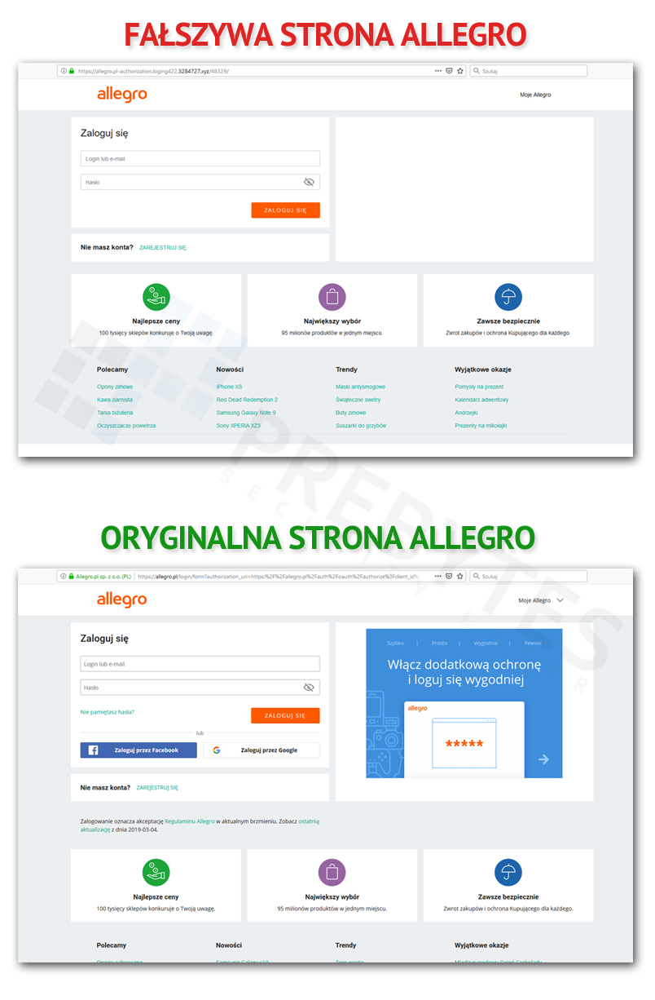 FAŁSZYWA STRONA ALLEGRO
https://allegro.pl-authorization.loging422.3284727.xyz/48329/
Szukaj
allegro
Moje Allegro
Zaloguj się
Login lub e-mail
Hasło
ZALOGUJ SIĘ
Nie masz konta? ZAREJESTRUJ SIĘ
Najlepsze ceny
100 tysięcy sklepów konkuruje o Twoją uwagę.
Największy wybór
95 milionów produktów w jednym miejscu.
Zawsze bezpiecznie
Zwrot zakupów i ochrona Kupującego dla każdego.
Polecamy Nowości Trendy Wyjątkowe okazje
Opony zimowe iPhone XS Maski antysmogowe Pomysły na prezent
Kawa ziarnista Red Dead Redemption 2 Świąteczne swetry Kalendarz adwentowy
Tania biżuteria Samsung Galaxy Note 9 Buty zimowe Andrzejki
Oczyszczacze powietrza Sony XPERIA XZ3 Suszarki do grzybów Prezenty na mikołajki
PREBYTES
SECURITY
ORYGINALNA STRONA ALLEGRO
Allegro.pl sp. z o.o. (PL) https://allegro.pl/login/form?authorization_uri=https:%2F%2Fallegro.pl%2Fauth%2Foauth%2Fauthorize%3Fclient_id%
Szukaj
allegro
Moje Allegro
Zaloguj się
Login lub e-mail
Hasło
Nie pamiętasz hasła?
ZALOGUJ SIĘ
lub
Zaloguj przez Facebook
Zaloguj przez Google
Nie masz konta? ZAREJESTRUJ SIĘ
Szybko | Prosto | Wygodnie | Pewnie
Włącz dodatkową ochronę
i loguj się wygodniej
allegro
*****
Zalogowanie oznacza akceptację Regulaminu Allegro w aktualnym brzmieniu. Zobacz ostatnią
aktualizację z dnia 2019-03-04.
Najlepsze ceny
100 tysięcy sklepów konkuruje o Twoją uwagę.
Największy wybór
95 milionów produktów w jednym miejscu.
Zawsze bezpiecznie
Zwrot zakupów i ochrona Kupującego dla każdego.
Polecamy Nowości Trendy Wyjątkowe okazje